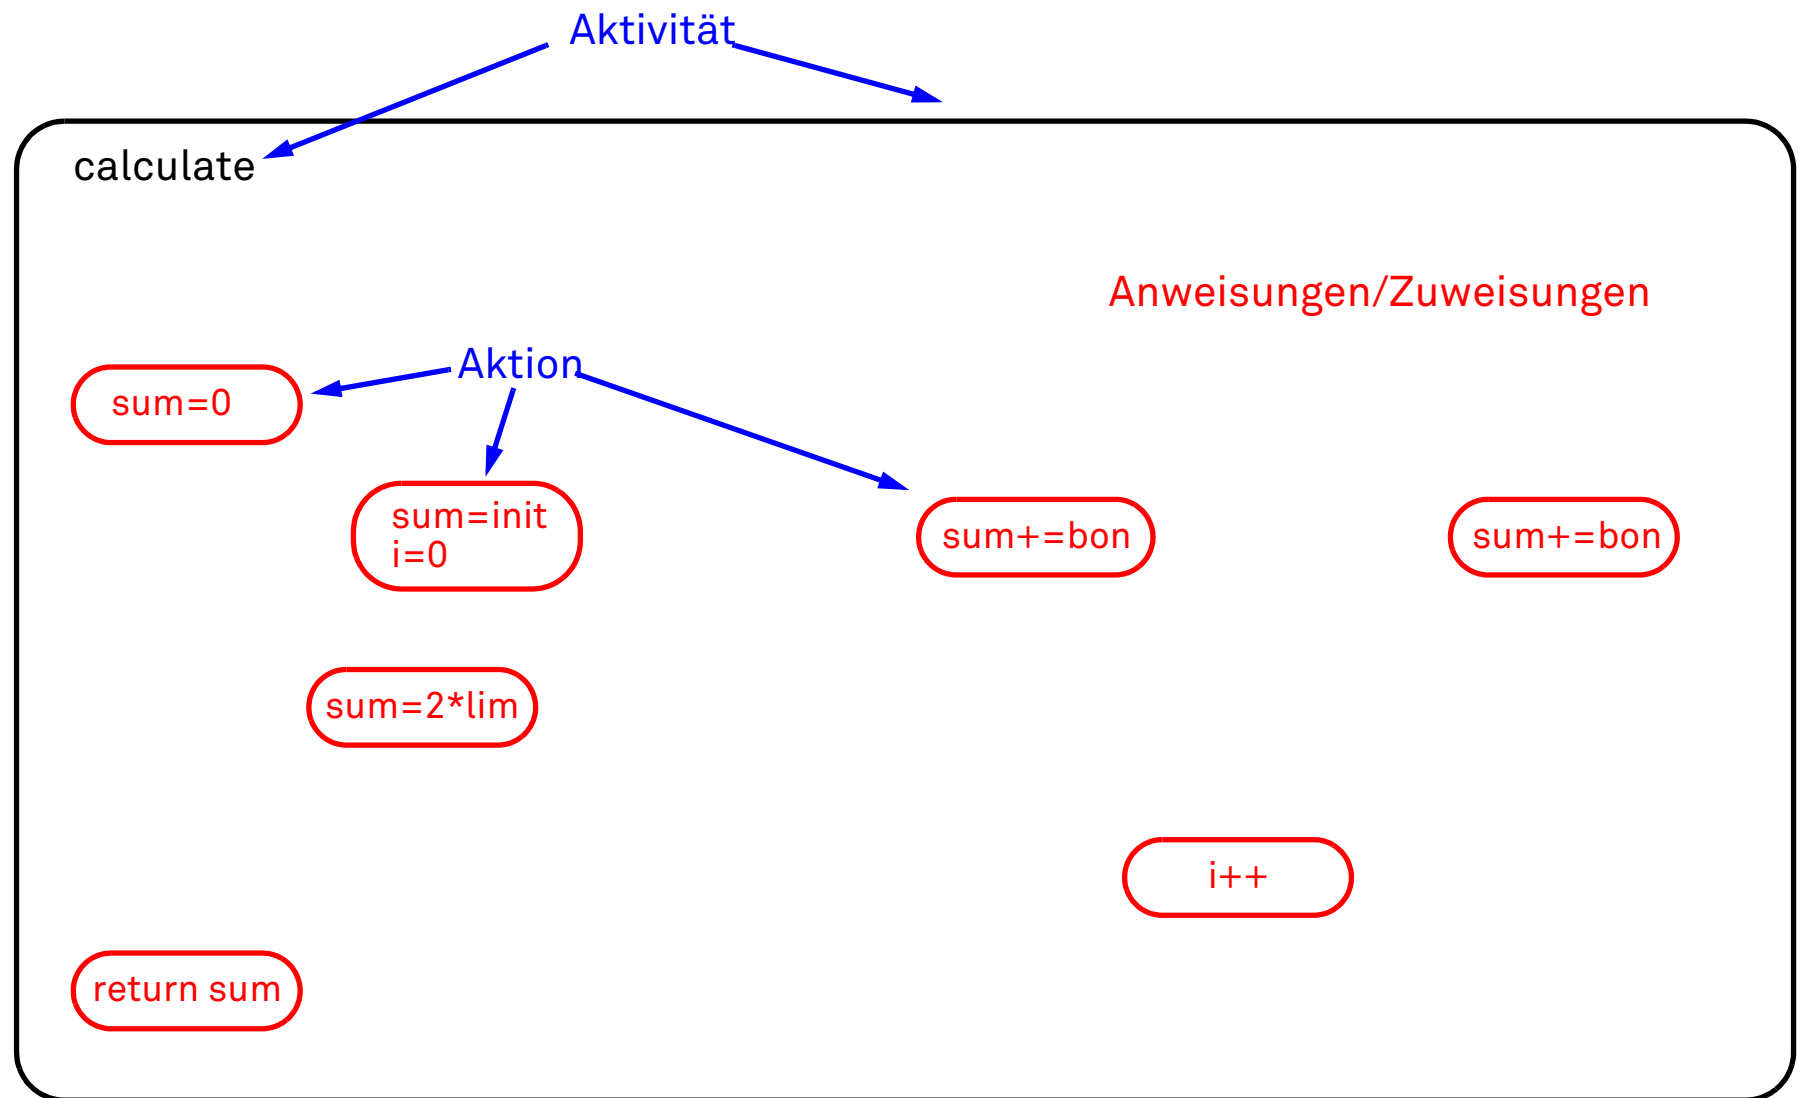 Aktivität
calculate
Anweisungen/Zuweisungen
Aktion
sum=0
sum=init
i=0
sum+=bon
sum+=bon
sum=2*lim
i++
return sum